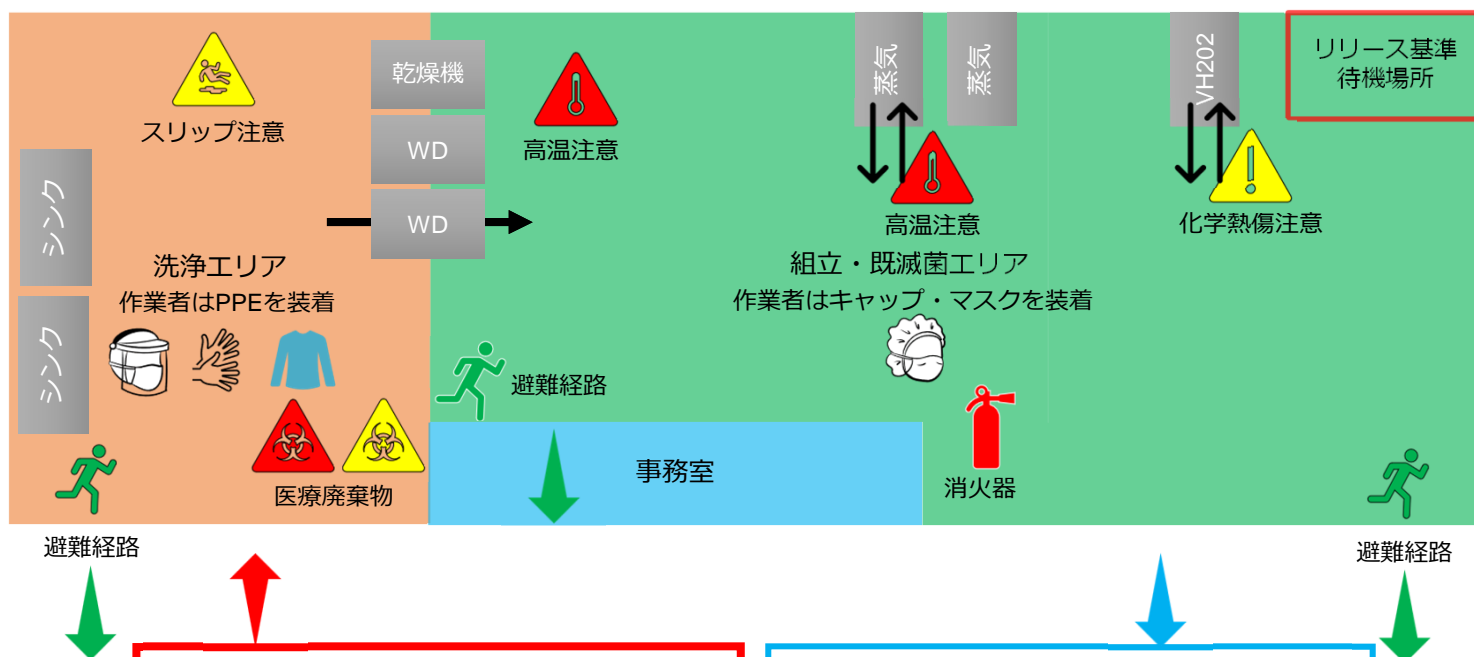 スリップ注意
乾燥機
WD
WD
高温注意
蒸気
蒸気
VH202
リリース基準
待機場所
高温注意
化学熱傷注意
シンク
シンク
洗浄エリア
作業者はPPEを装着
組立・既滅菌エリア
作業者はキャップ・マスクを装着
避難経路
医療廃棄物
事務室
消火器
避難経路
避難経路